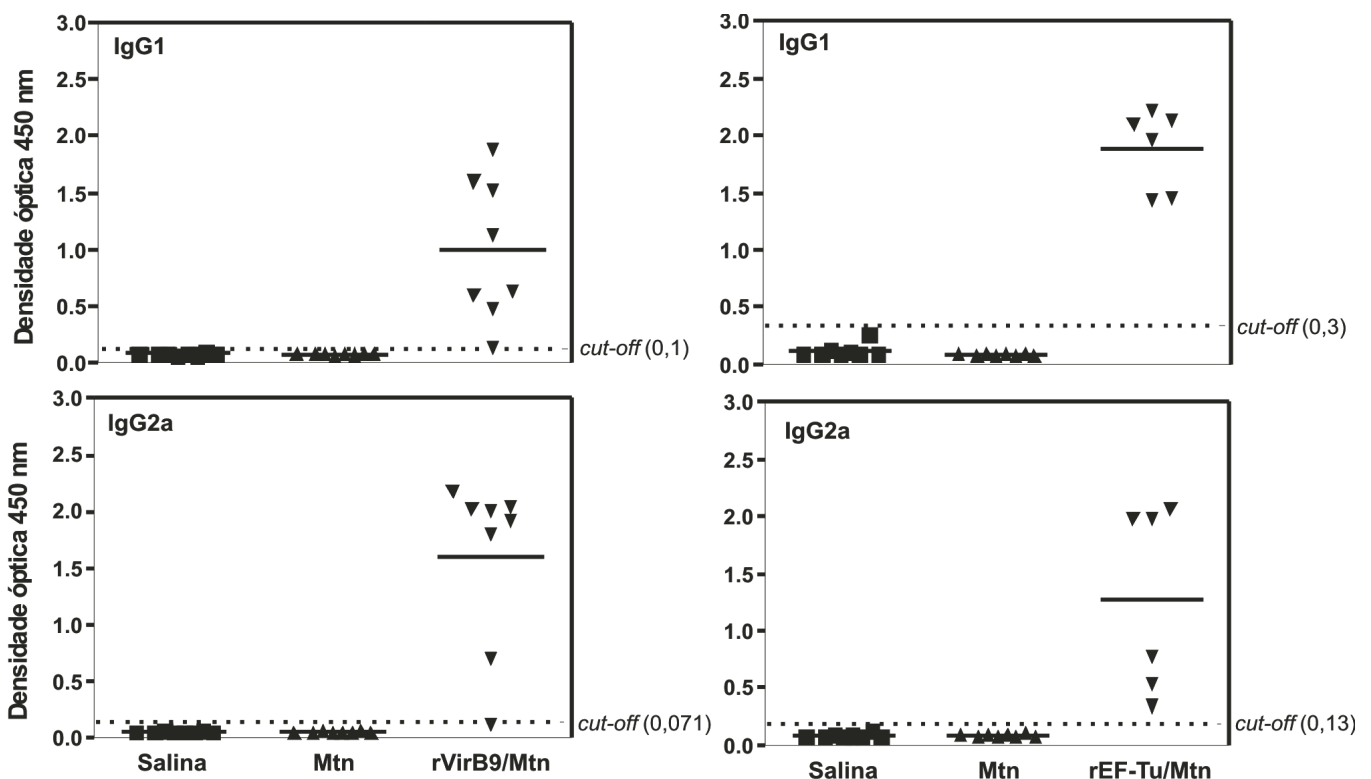 Densidade óptica 450 nm
3.0
2.5
2.0
1.5
1.0
0.5
0.0
IgG1
cut-off (0,1)
3.0
2.5
2.0
1.5
1.0
0.5
0.0
IgG1
cut-off (0,3)
Densidade óptica 450 nm
3.0
2.5
2.0
1.5
1.0
0.5
0.0
IgG2a
cut-off (0,071)
Salina Mtn rVirB9/Mtn
3.0
2.5
2.0
1.5
1.0
0.5
0.0
IgG2a
cut-off (0,13)
Salina Mtn rEF-Tu/Mtn